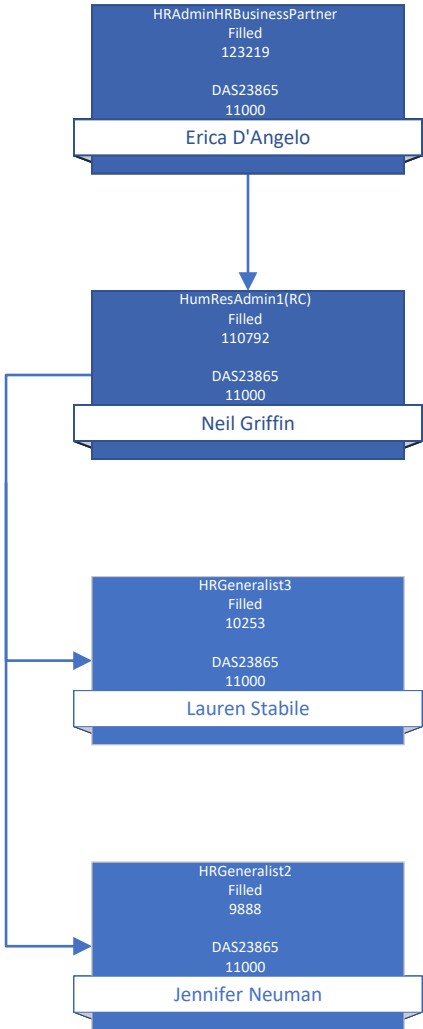 HRAdminHRBusinessPartner
Filled
123219
DAS23865
11000
Erica D'Angelo
HumResAdmin1(RC)
Filled
110792
DAS23865
11000
Neil Griffin
HRGeneralist3
Filled
10253
DAS23865
11000
Lauren Stabile
HRGeneralist2
Filled
9888
DAS23865
11000
Jennifer Neuman